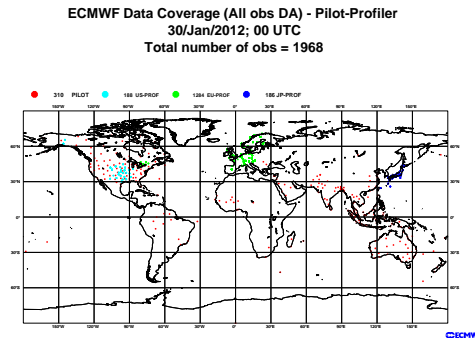 ECMWF Data Coverage (All obs DA) - Pilot-Profiler
30/Jan/2012; 00 UTC
Total number of obs = 1968
310 PILOT 188 US-PROF 1284 EU-PROF 186 JP-PROF
150°W 120°W 90°W 60°W 30°W 0°E 30°E 60°E 90°E 120°E 150°E
60°N 60°N
30°N 30°N
0°N 0°N
30°S 30°S
60°S 60°S
150°W 120°W 90°W 60°W 30°W 0°E 30°E 60°E 90°E 120°E 150°E
ECMW